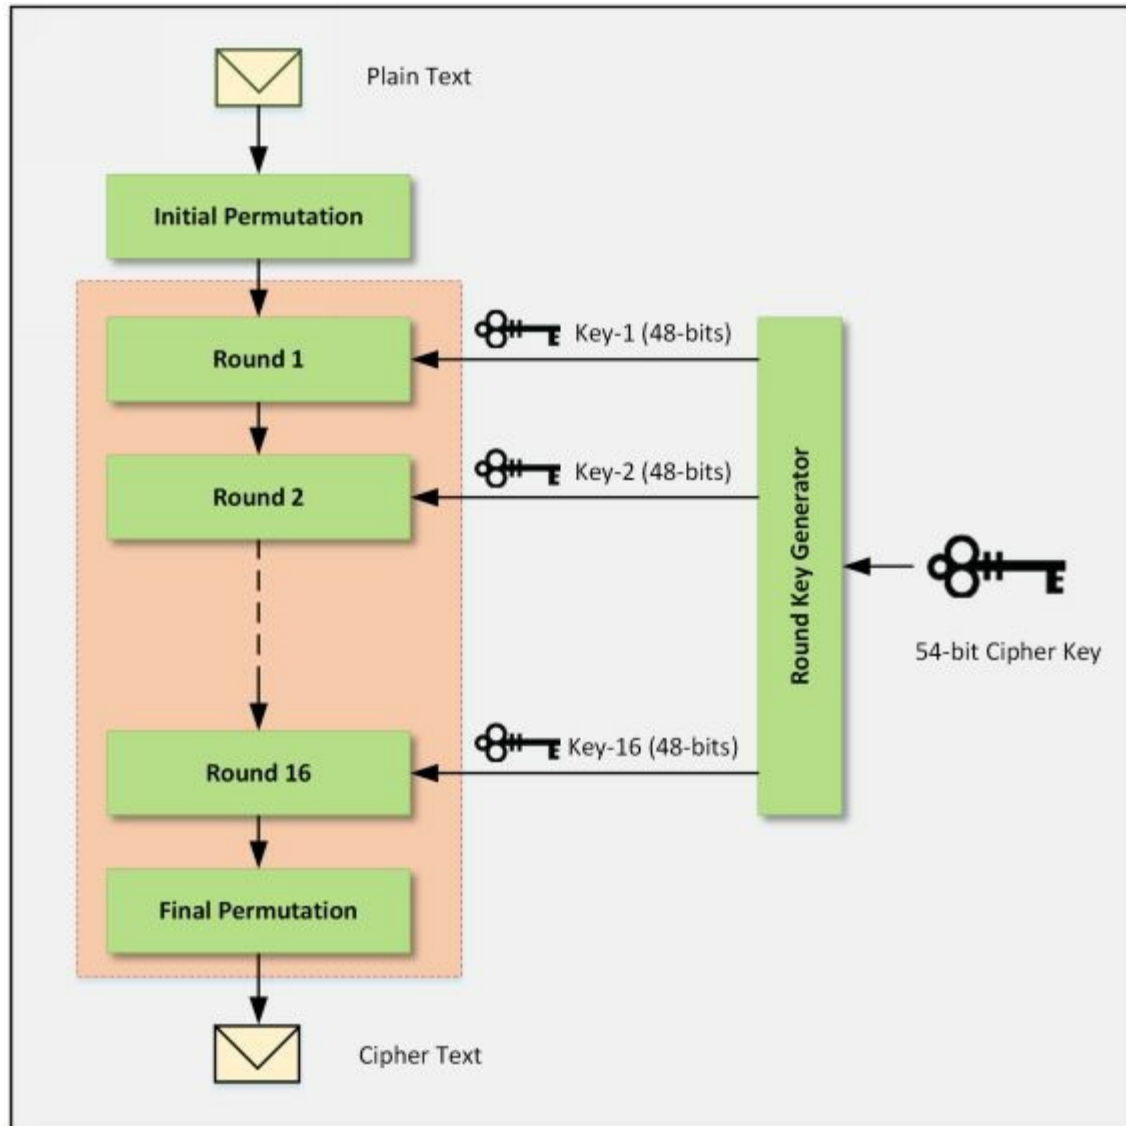 Plain Text
Initial Permutation
Key-1 (48-bits)
Round 1
Key-2 (48-bits)
Round 2
Round Key Generator
54-bit Cipher Key
Key-16 (48-bits)
Round 16
Final Permutation
Cipher Text